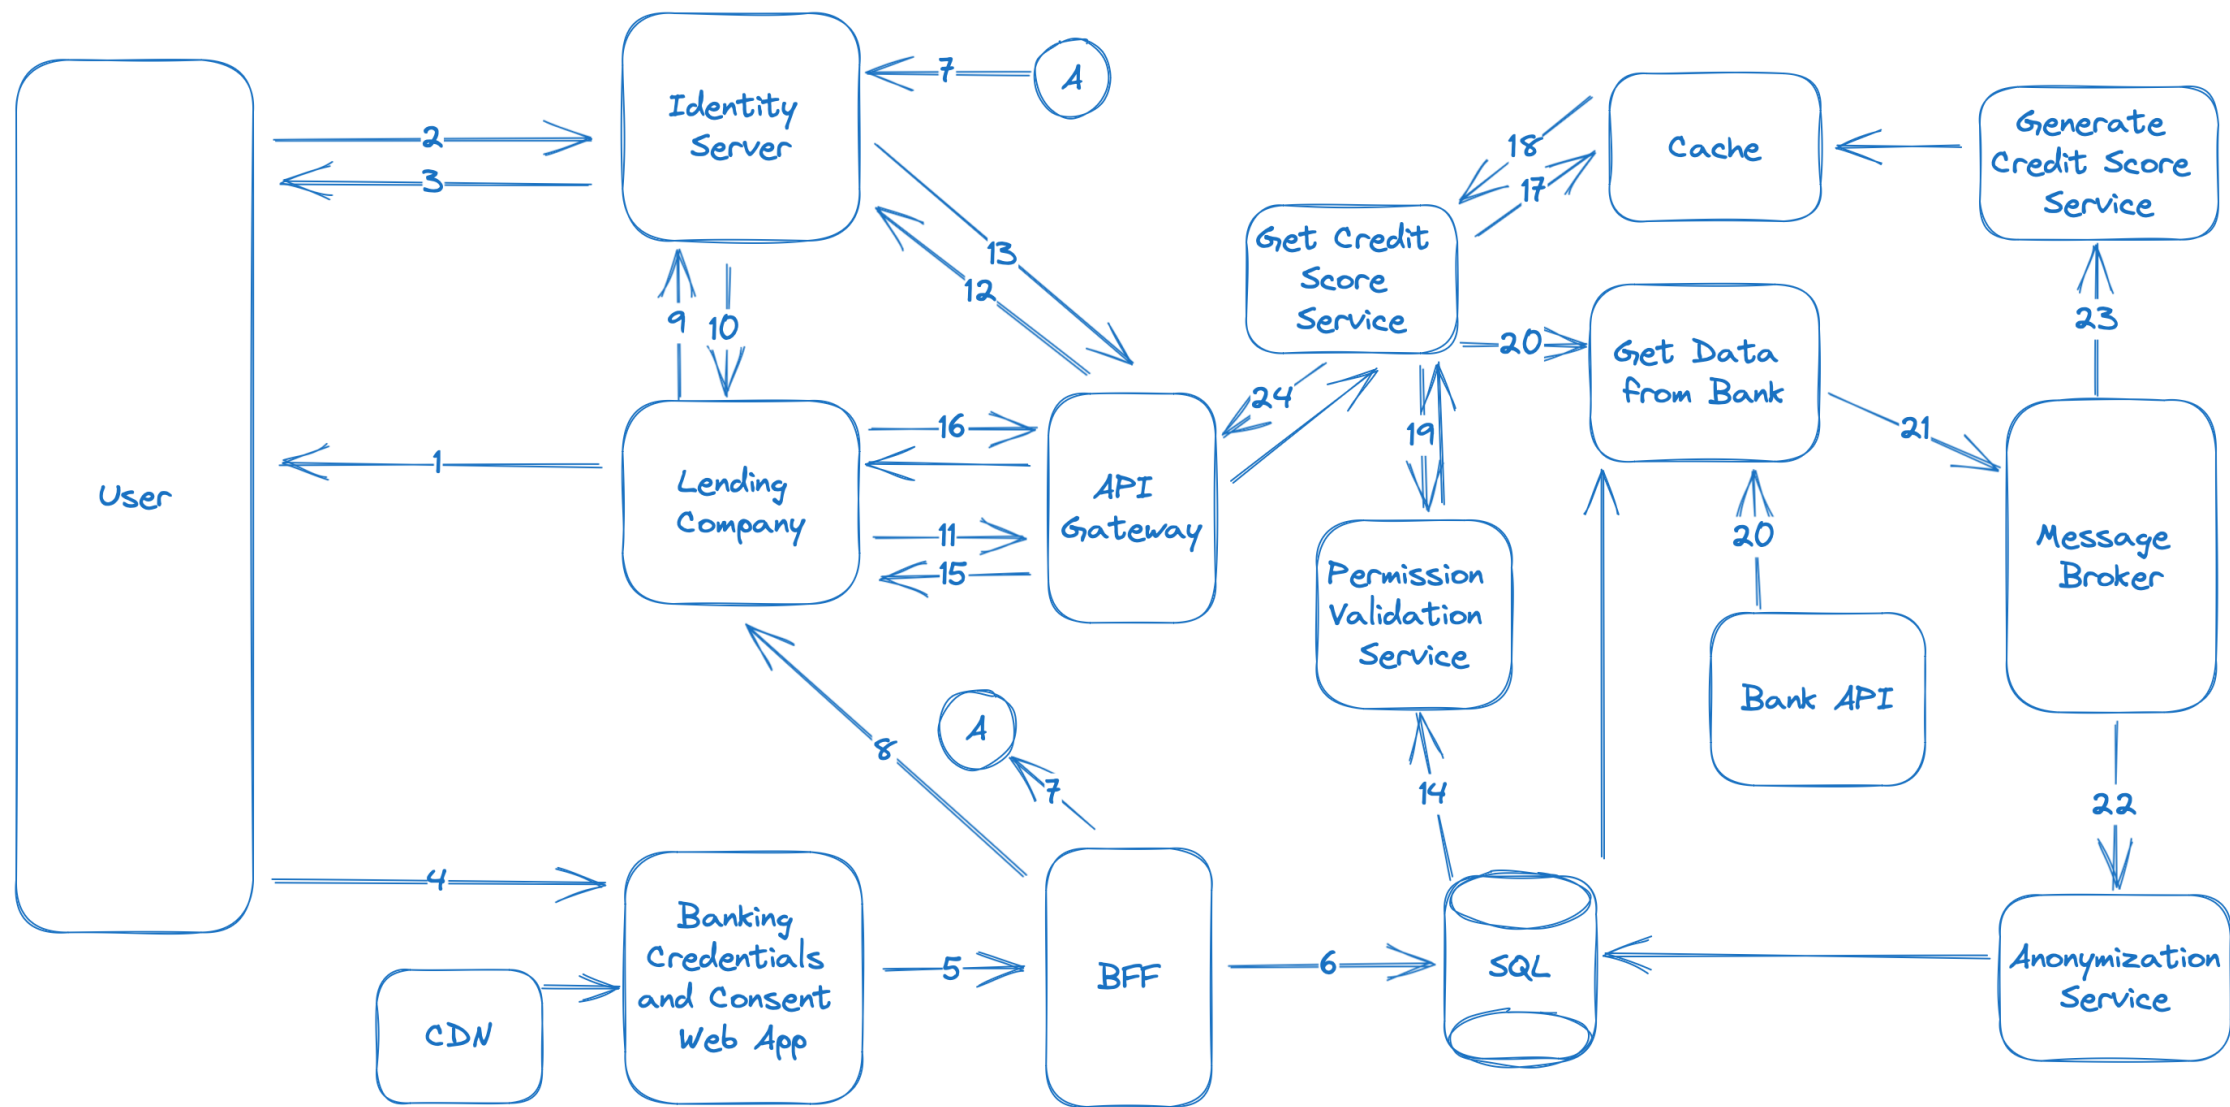 Identity
Server
7
A
2
3
13
12
9
10
Cache
18
17
Generate
Credit Score
Service
Get Credit
Score
Service
20
Get Data
from Bank
23
24
19
21
User
1
Lending
Company
16
11
15
API
Gateway
Permission
Validation
Service
20
Bank API
Message
Broker
8
A
7
14
22
4
Banking
Credentials
and Consent
Web App
CDN
5
BFF
6
SQL
Anonymization
Service